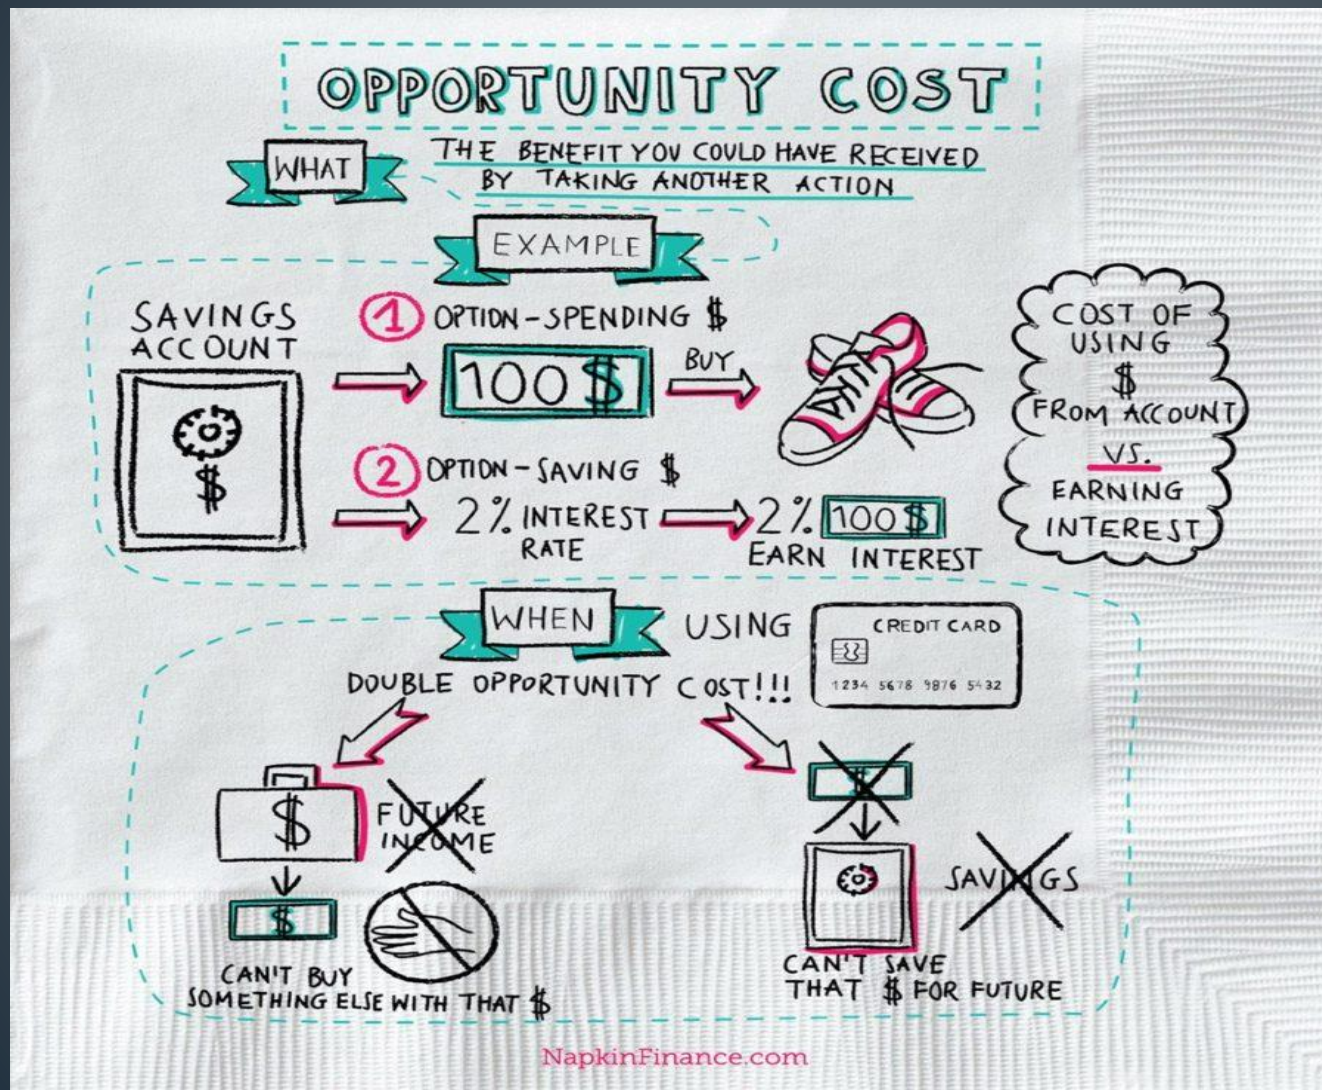 OPPORTUNITY COST
WHAT
THE BENEFIT YOU COULD HAVE RECEIVED
BY TAKING ANOTHER ACTION
EXAMPLE
SAVINGS
ACCOUNT
1 OPTION - SPENDING $
100 $
BUY
$
2 OPTION - SAVING $
2% INTEREST
RATE
2% 100 $
EARN INTEREST
COST OF
USING
$
FROM ACCOUNT
VS.
EARNING
INTEREST
WHEN
USING
CREDIT CARD
1234 5678 9876 5432
DOUBLE OPPORTUNITY COST!!!
$
FUTURE
INCOME
$
CAN'T BUY
SOMETHING ELSE WITH THAT $
$
SAVINGS
CAN'T SAVE
THAT $ FOR FUTURE
NapkinFinance.com